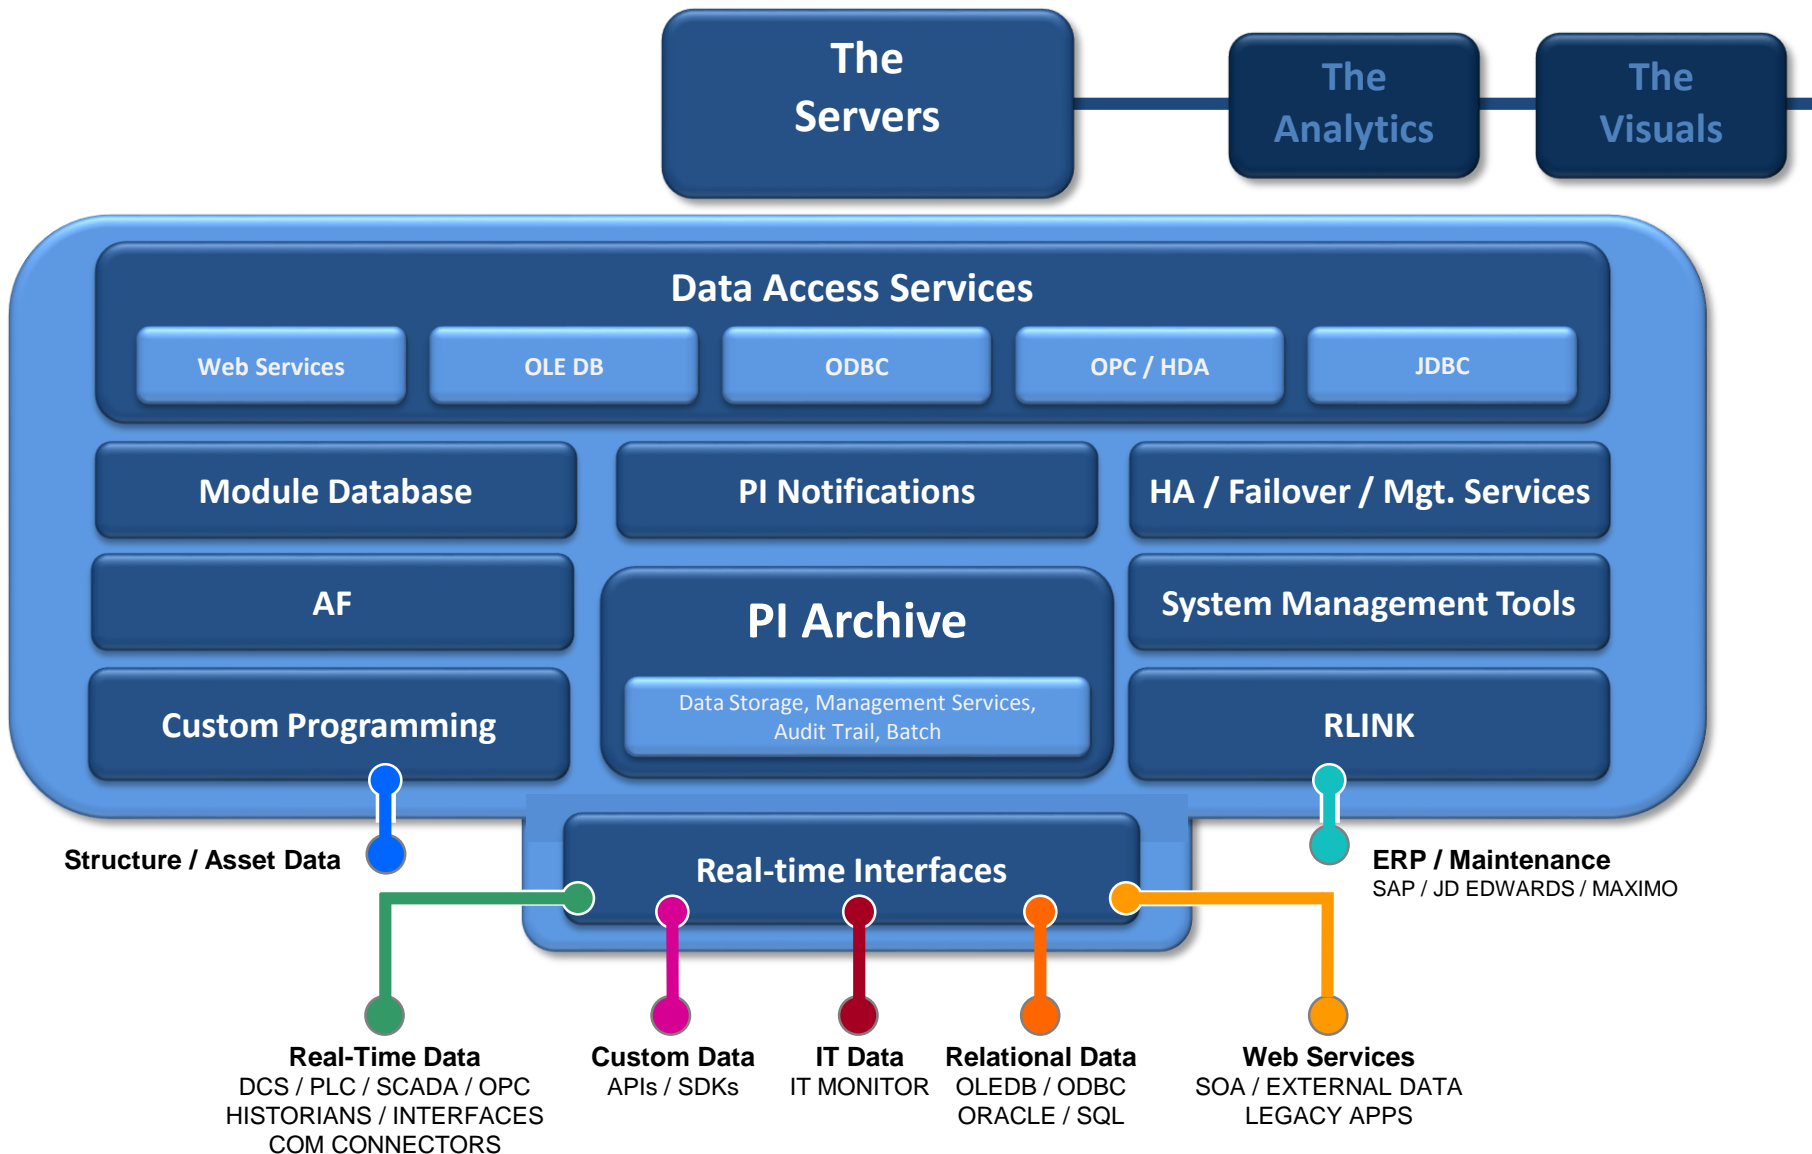 The
Servers
The
Analytics
The
Visuals
Data Access Services
Web Services
OLE DB
ODBC
OPC / HDA
JDBC
Module Database
PI Notifications
HA / Failover / Mgt. Services
AF
PI Archive
System Management Tools
Data Storage, Management Services,
Audit Trail, Batch
Custom Programming
RLINK
Structure / Asset Data
Real-time Interfaces
ERP / Maintenance
SAP / JD EDWARDS / MAXIMO
Real-Time Data
DCS / PLC / SCADA / OPC
HISTORIANS / INTERFACES
COM CONNECTORS
Custom Data
APIs / SDKs
IT Data
IT MONITOR
Relational Data
OLEDB / ODBC
ORACLE / SQL
Web Services
SOA / EXTERNAL DATA
LEGACY APPS